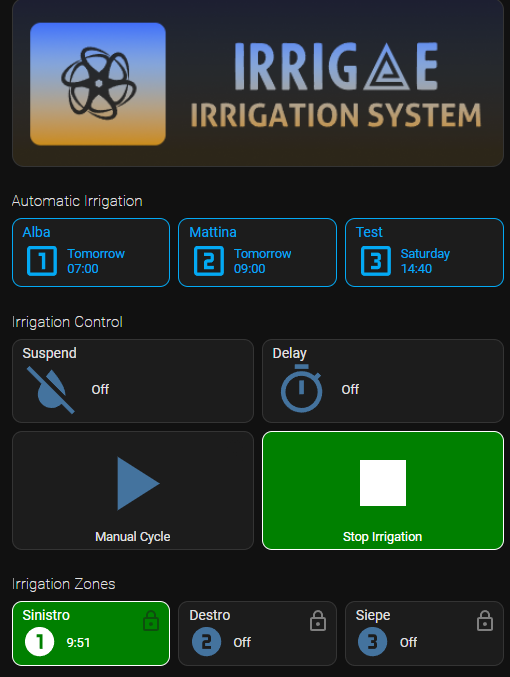 IRRIGAE
IRRIGATION SYSTEM
Automatic Irrigation
Alba
1
Tomorrow
07:00
Mattina
2
Tomorrow
09:00
Test
3
Saturday
14:40
Irrigation Control
Suspend
Off
Delay
Off
Manual Cycle
Stop Irrigation
Irrigation Zones
Sinistro
1
9:51
Destro
2
Off
Siepe
3
Off